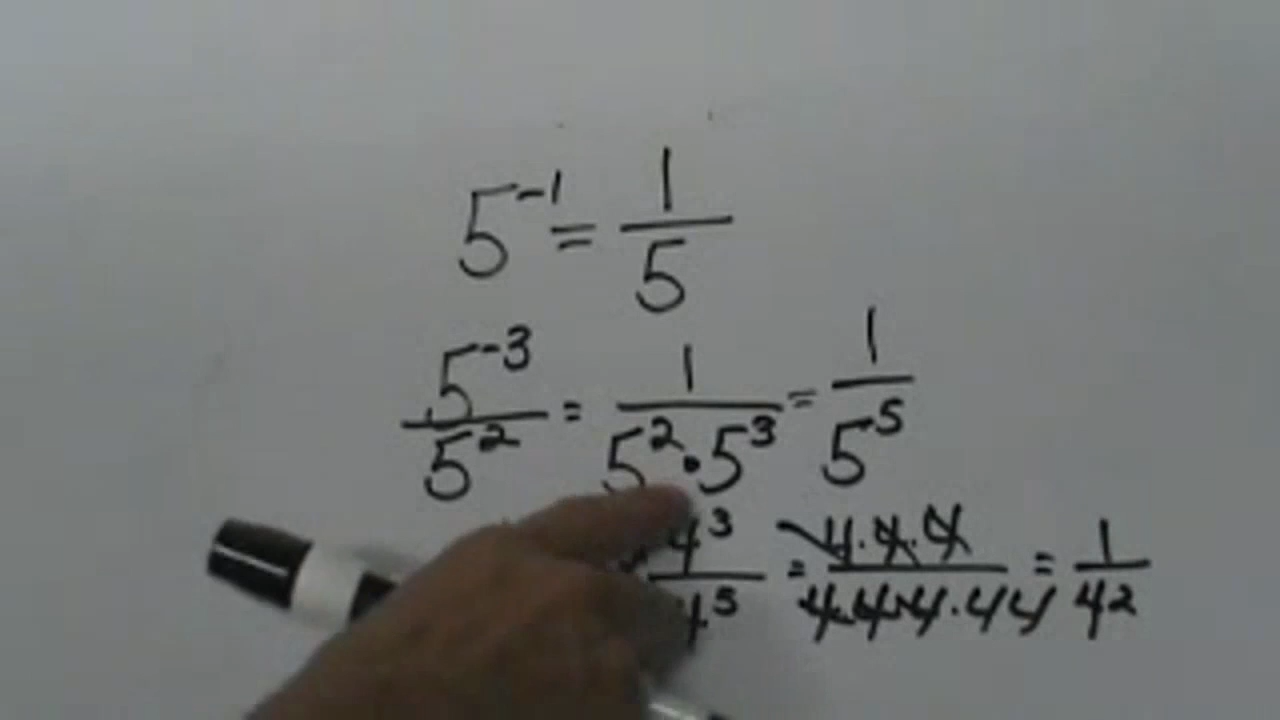 5⁻¹ = 1/5
5⁻³/5² = 1/(5² · 5³) = 1/5⁵
4³/4⁵ = (4 · 4 · 4)/(4 · 4 · 4 · 4 4) = 1/4²